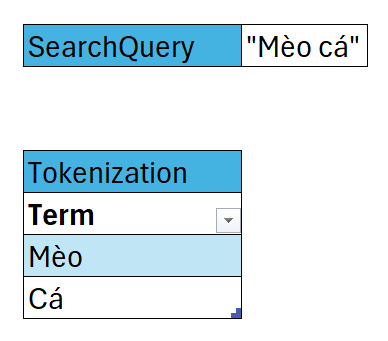 SearchQuery "Mèo cá"
Tokenization
Term
Mèo
Cá